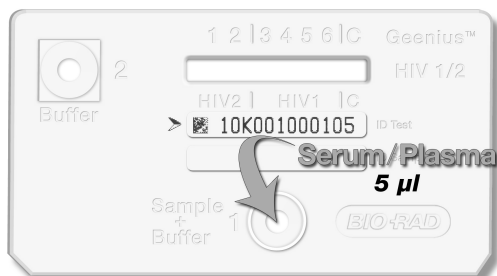 1 2|3 4 5 6|C Geenius™
2
HIV 1/2
HIV2| HIV1 |C
Buffer
> 10K001000105 ID Test
Serum/Plasma
5 µl
Sample
+
Buffer
1
BIO-RAD